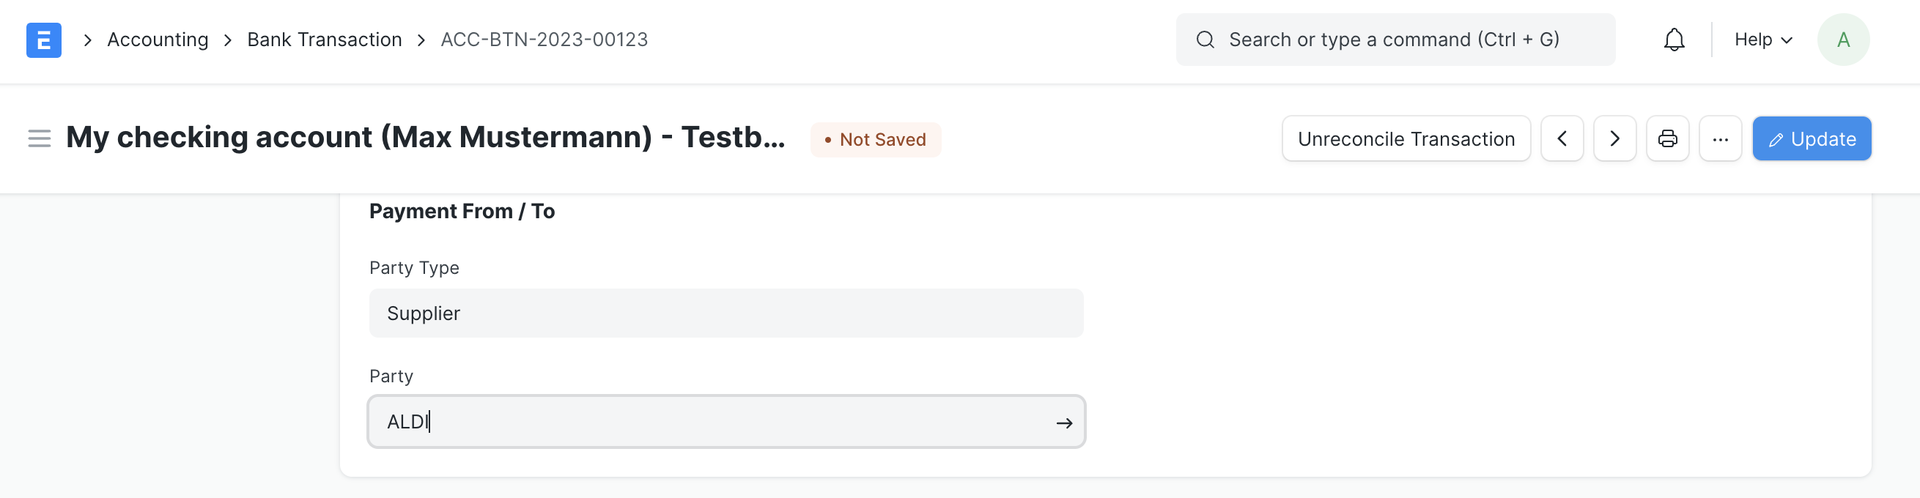 E > Accounting > Bank Transaction > ACC-BTN-2023-00123
Search or type a command (Ctrl + G)
Help
A
My checking account (Max Mustermann) - Testb...
• Not Saved
Unreconcile Transaction
...
Update
Payment From / To
Party Type
Supplier
Party
ALDI